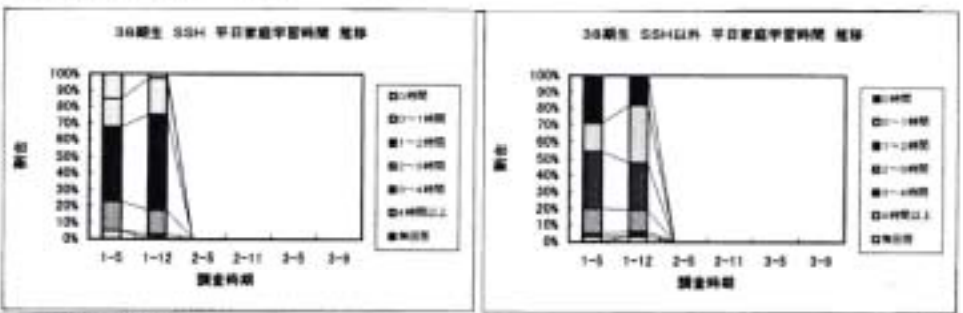 38期生 SSH 平日家庭学習時間 推移
100%
90%
80%
70%
60%
50%
40%
30%
20%
10%
0%
割合
1-6 1-12 2-6 2-11 3-6 3-9
調査時期
0時間
0～1時間
1～2時間
2～3時間
3～4時間
4時間以上
無回答
38期生 SSH以外 平日家庭学習時間 推移
100%
90%
80%
70%
60%
50%
40%
30%
20%
10%
0%
割合
1-6 1-12 2-6 2-11 3-6 3-9
調査時期
0時間
0～1時間
1～2時間
2～3時間
3～4時間
4時間以上
無回答